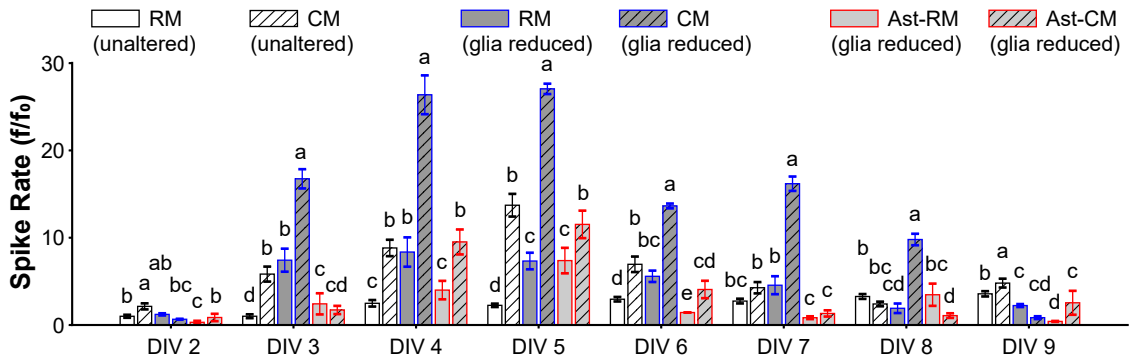 RM CM RM CM Ast-RM Ast-CM
(unaltered) (unaltered) (glia reduced) (glia reduced) (glia reduced) (glia reduced)
Spike Rate (f/f₀)
30
20
10
0
b a ab bc c b
d b b a c cd
c b b a c b
d b c a c b
d b bc a e cd
bc b b a c c
b bc cd a bc d
b a c c d c
DIV 2 DIV 3 DIV 4 DIV 5 DIV 6 DIV 7 DIV 8 DIV 9